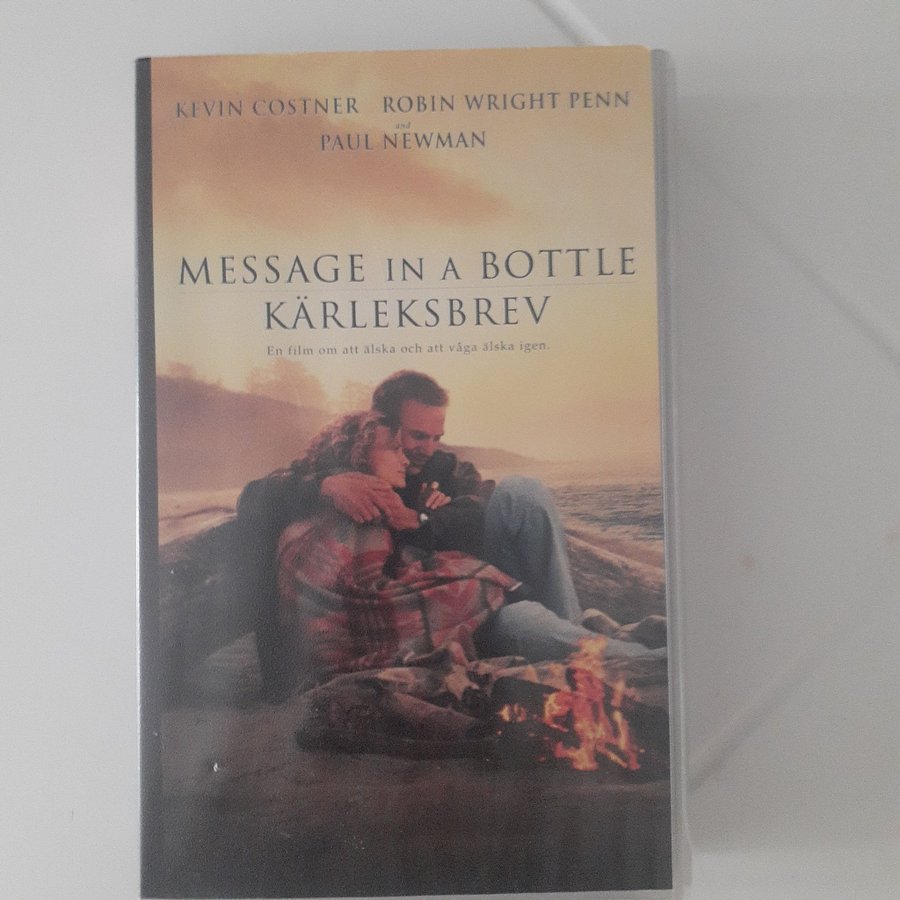 KEVIN COSTNER ROBIN WRIGHT PENN
and
PAUL NEWMAN
MESSAGE IN A BOTTLE
KÄRLEKSBREV
En film om att älska och att våga älska igen.